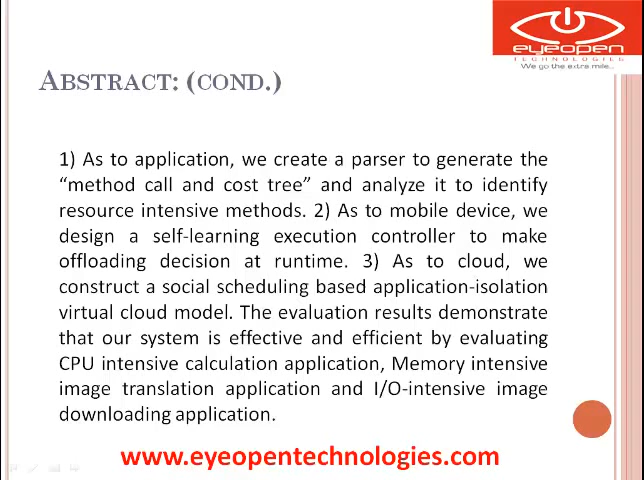 eyeopen
TECHNOLOGIES
We go the extra mile...
ABSTRACT: (COND.)
1) As to application, we create a parser to generate the
“method call and cost tree” and analyze it to identify
resource intensive methods. 2) As to mobile device, we
design a self-learning execution controller to make
offloading decision at runtime. 3) As to cloud, we
construct a social scheduling based application-isolation
virtual cloud model. The evaluation results demonstrate
that our system is effective and efficient by evaluating
CPU intensive calculation application, Memory intensive
image translation application and I/O-intensive image
downloading application.
www.eyeopentechnologies.com